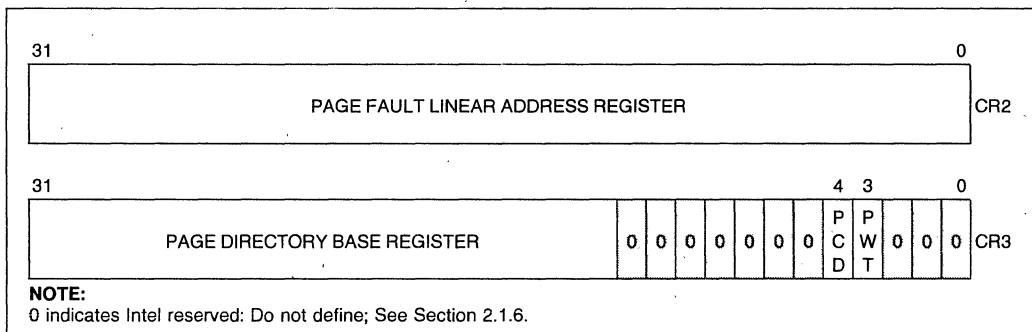 31 0
PAGE FAULT LINEAR ADDRESS REGISTER CR2
31 4 3 0
PAGE DIRECTORY BASE REGISTER 0 0 0 0 0 0 0 PCD PWT 0 0 0 CR3
NOTE:
0 indicates Intel reserved: Do not define; See Section 2.1.6.